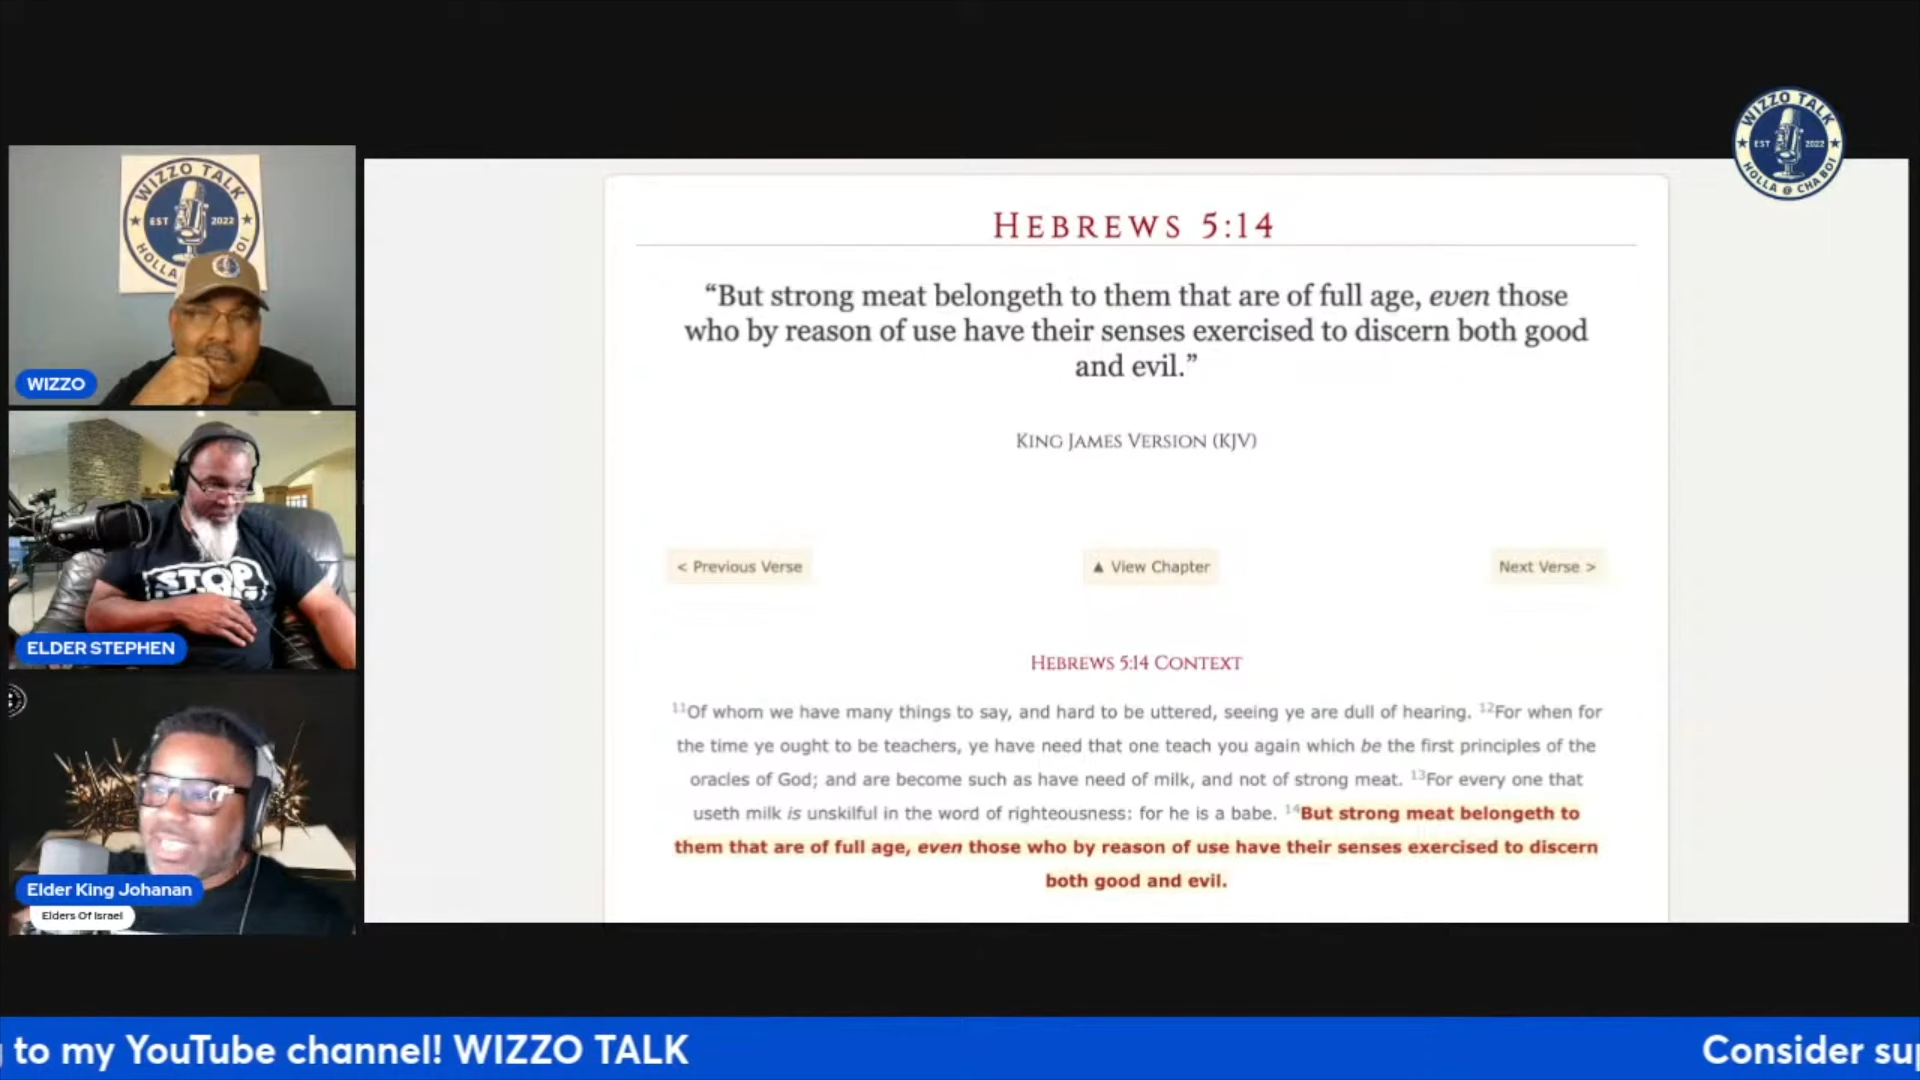 WIZZO TALK
EST 2022
HOLLA @ CHA BOI
WIZZO TALK
EST 2022
HOLLA
WIZZO
STOP
ELDER STEPHEN
Elder King Johanan
Elders Of Israel
HEBREWS 5:14
“But strong meat belongeth to them that are of full age, even those
who by reason of use have their senses exercised to discern both good
and evil.”
KING JAMES VERSION (KJV)
< Previous Verse
▲ View Chapter
Next Verse >
HEBREWS 5:14 CONTEXT
11Of whom we have many things to say, and hard to be uttered, seeing ye are dull of hearing. 12For when for
the time ye ought to be teachers, ye have need that one teach you again which be the first principles of the
oracles of God; and are become such as have need of milk, and not of strong meat. 13For every one that
useth milk is unskilful in the word of righteousness: for he is a babe. 14But strong meat belongeth to
them that are of full age, even those who by reason of use have their senses exercised to discern
both good and evil.
to my YouTube channel! WIZZO TALK
Consider